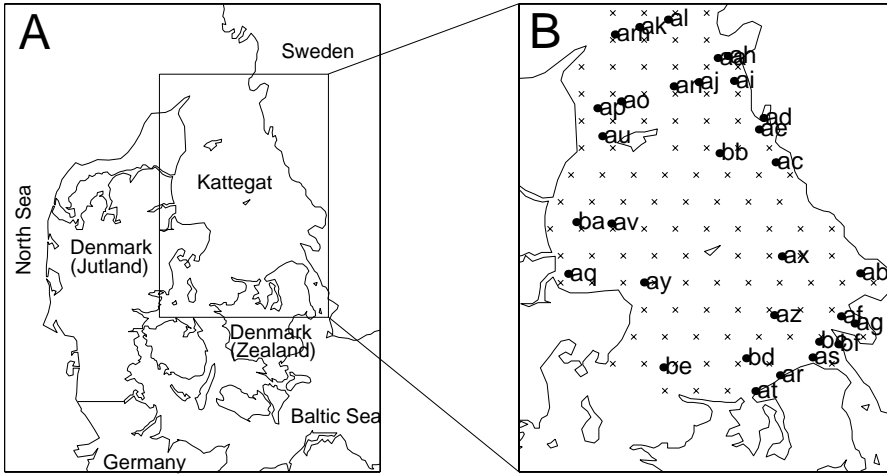 A
Sweden
Kattegat
North Sea
Denmark
(Jutland)
Denmark
(Zealand)
Baltic Sea
Germany
B
al
ak
am
ah
aa
ai
aj
an
ao
ap
ad
ae
au
bb
ac
ba
av
ax
aq
ay
ab
az
af
ag
bf
as
bd
be
ar
at